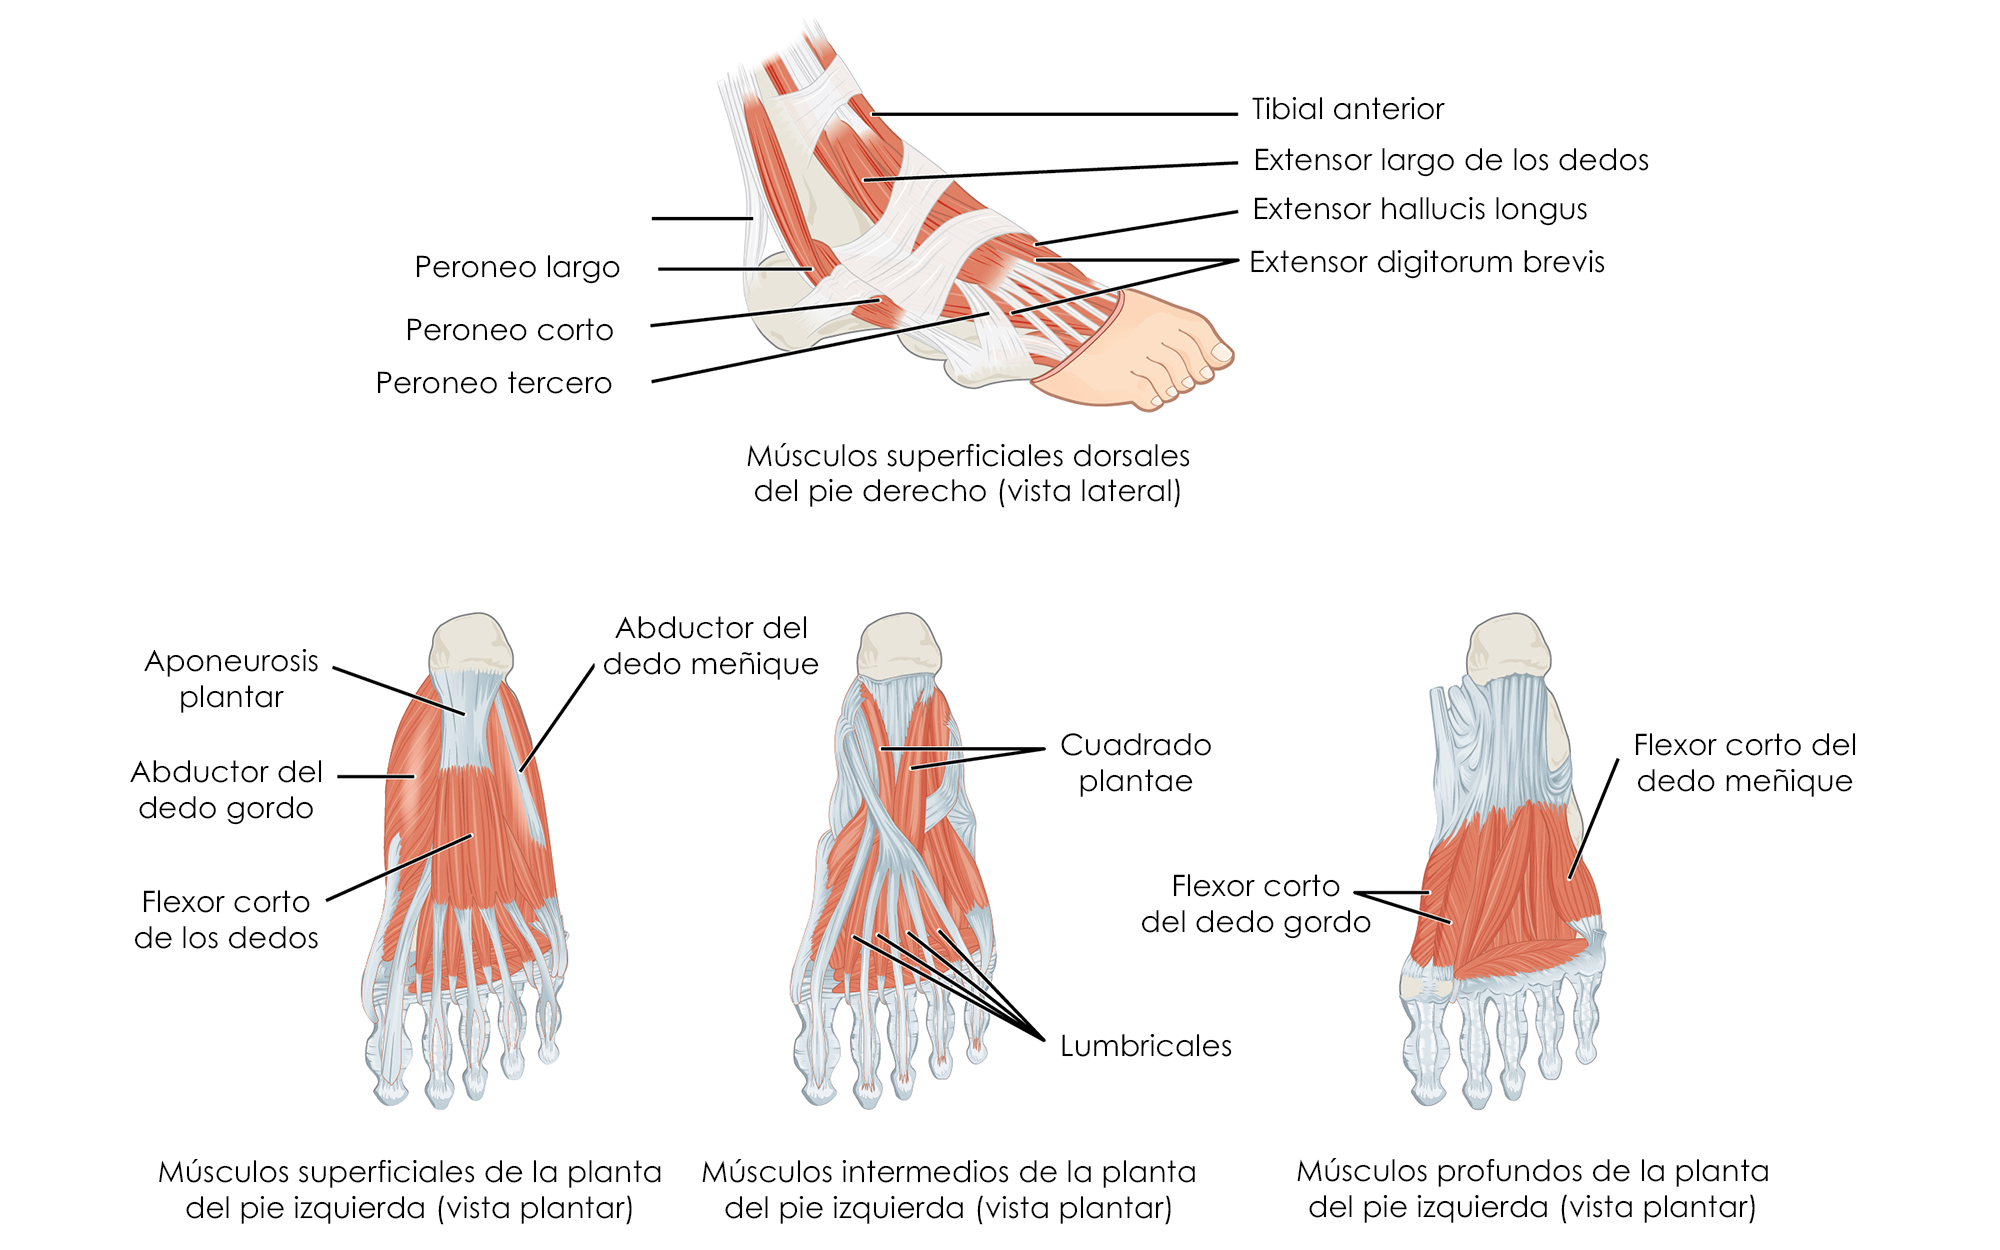 Tibial anterior
Extensor largo de los dedos
Extensor hallucis longus
Extensor digitorum brevis
Peroneo largo
Peroneo corto
Peroneo tercero
Músculos superficiales dorsales
del pie derecho (vista lateral)
Aponeurosis
plantar
Abductor del
dedo gordo
Flexor corto
de los dedos
Abductor del
dedo meñique
Músculos superficiales de la planta
del pie izquierda (vista plantar)
Cuadrado
plantae
Lumbricales
Músculos intermedios de la planta
del pie izquierda (vista plantar)
Flexor corto del
dedo meñique
Flexor corto
del dedo gordo
Músculos profundos de la planta
del pie izquierda (vista plantar)